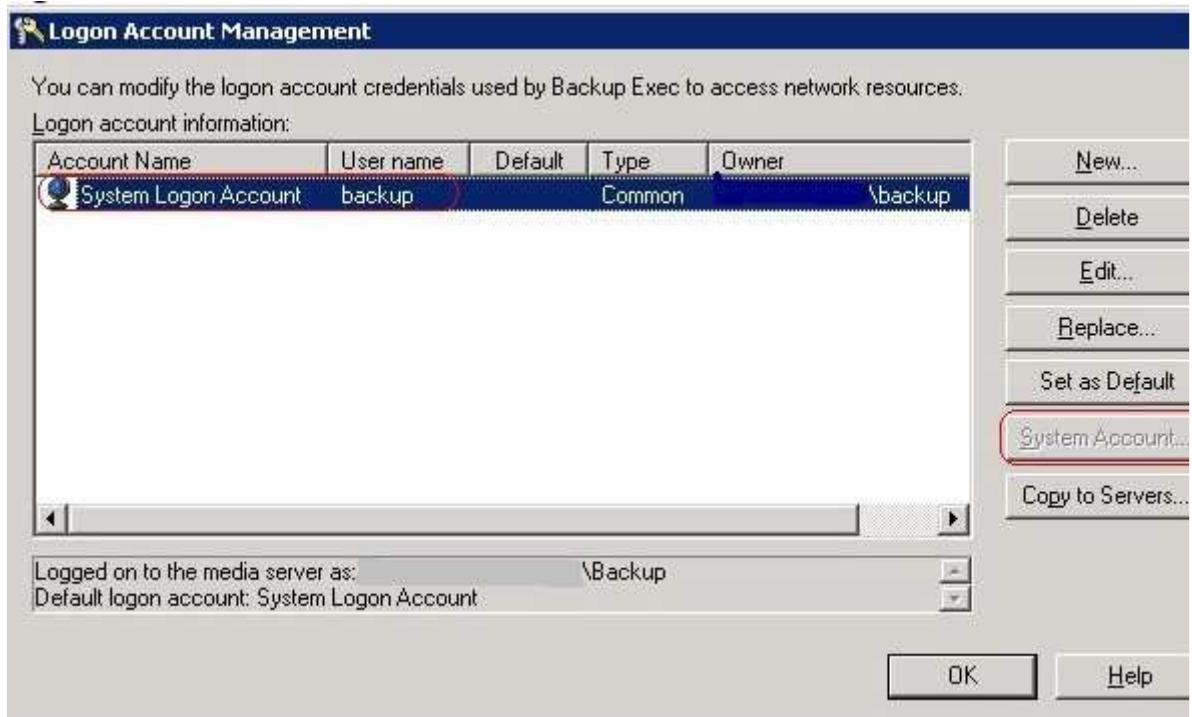 Logon Account Management
You can modify the logon account credentials used by Backup Exec to access network resources.
Logon account information:
Account Name User name Default Type Owner
System Logon Account backup Common \backup
New...
Delete
Edit...
Replace...
Set as Default
System Account...
Copy to Servers...
Logged on to the media server as: \Backup
Default logon account: System Logon Account
OK Help